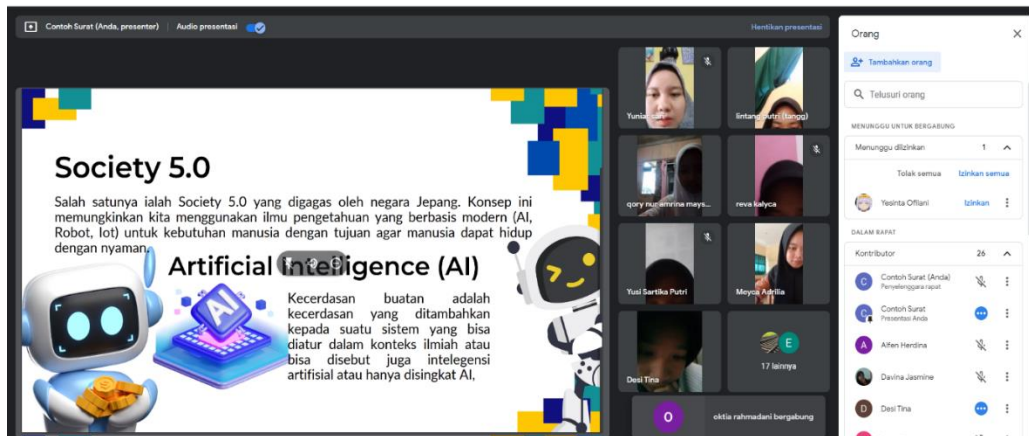 Contoh Surat (Anda, presenter)
Audio presentasi
Hentikan presentasi
Society 5.0
Salah satunya ialah Society 5.0 yang digagas oleh negara Jepang. Konsep ini
memungkinkan kita menggunakan ilmu pengetahuan yang berbasis modern (AI,
Robot, Iot) untuk kebutuhan manusia dengan tujuan agar manusia dapat hidup
dengan nyaman.
Artificial Intelligence (AI)
AI
Kecerdasan buatan adalah
kecerdasan yang ditambahkan
kepada suatu sistem yang bisa
diatur dalam konteks ilmiah atau
bisa disebut juga intelegensi
artifisial atau hanya disingkat AI,
lintang putri (tangg)
qory nur amrina mays...
reva kalyca
Yusi Sartika Putri
Meyca Adrilia
Desi Tina
E
17 lainnya
O
oktia rahmadani bergabung
Orang
Tambahkan orang
Telusuri orang
MENUNGGU UNTUK BERGABUNG
Menunggu diizinkan 1
Tolak semua Izinkan semua
Yesinta Ofilani Izinkan
DALAM RAPAT
Kontributor 26
C Contoh Surat (Anda)
Penyelenggara rapat
Contoh Surat
Presentasi Anda
A Alfen Herdina
Davina Jasmine
D Desi Tina